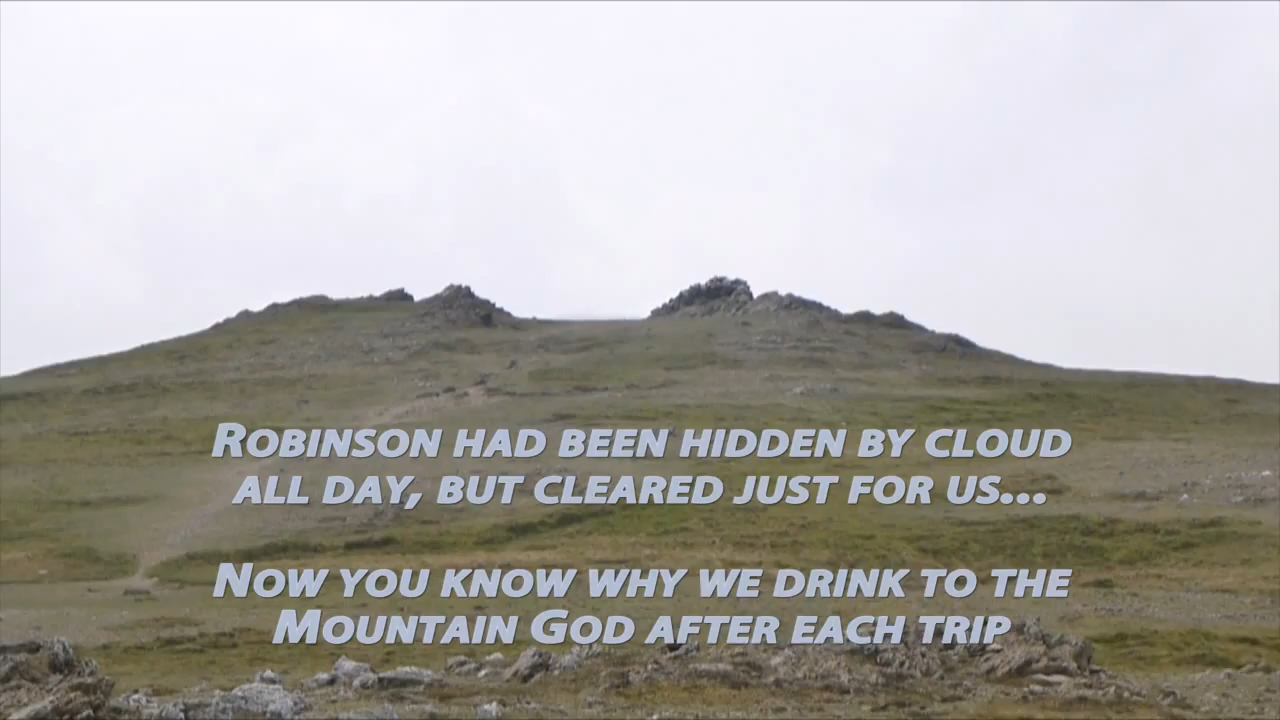 Robinson had been hidden by cloud
all day, but cleared just for us...
Now you know why we drink to the
Mountain God after each trip